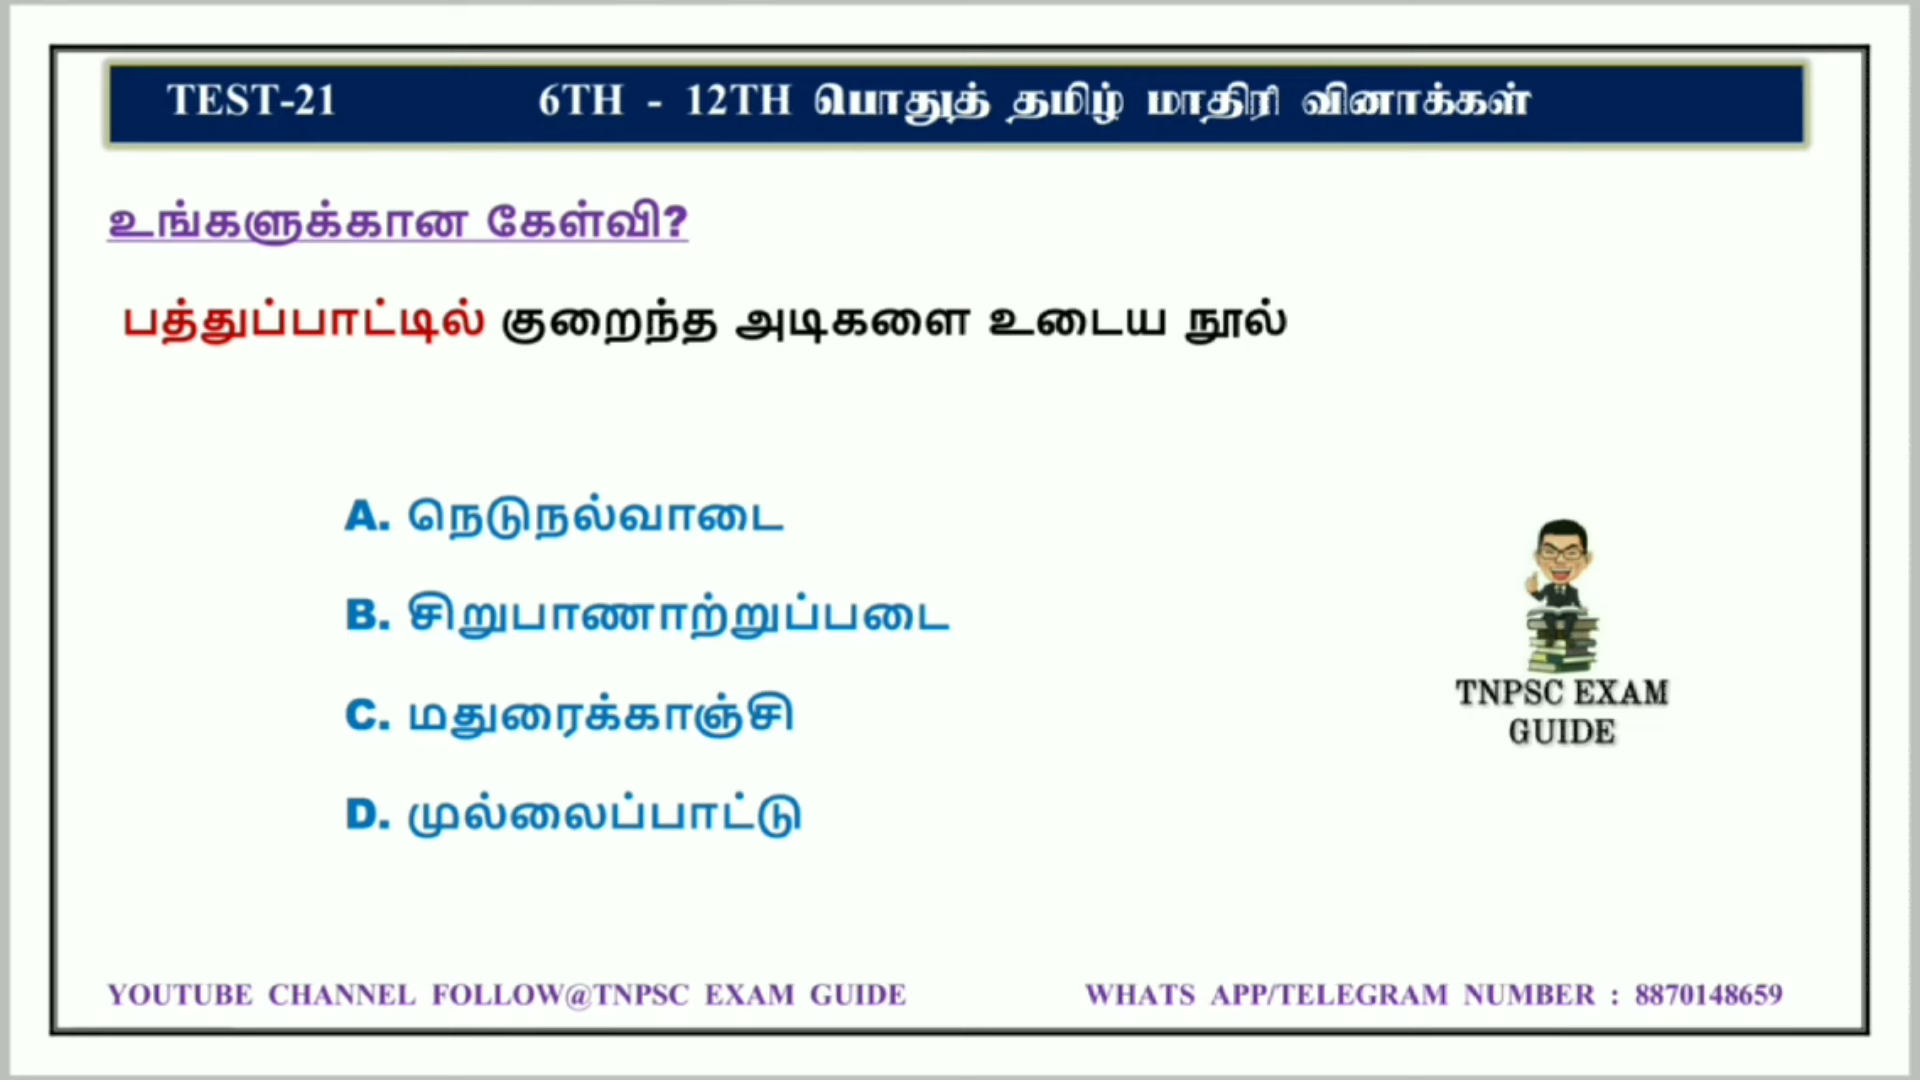 TEST-21 6TH - 12TH பொதுத் தமிழ் மாதிரி வினாக்கள்
உங்களுக்கான கேள்வி?
பத்துப்பாட்டில் குறைந்த அடிகளை உடைய நூல்
A. நெடுநல்வாடை
B. சிறுபாணாற்றுப்படை
C. மதுரைக்காஞ்சி
D. முல்லைப்பாட்டு
TNPSC EXAM
GUIDE
YOUTUBE CHANNEL FOLLOW@TNPSC EXAM GUIDE WHATS APP/TELEGRAM NUMBER : 8870148659